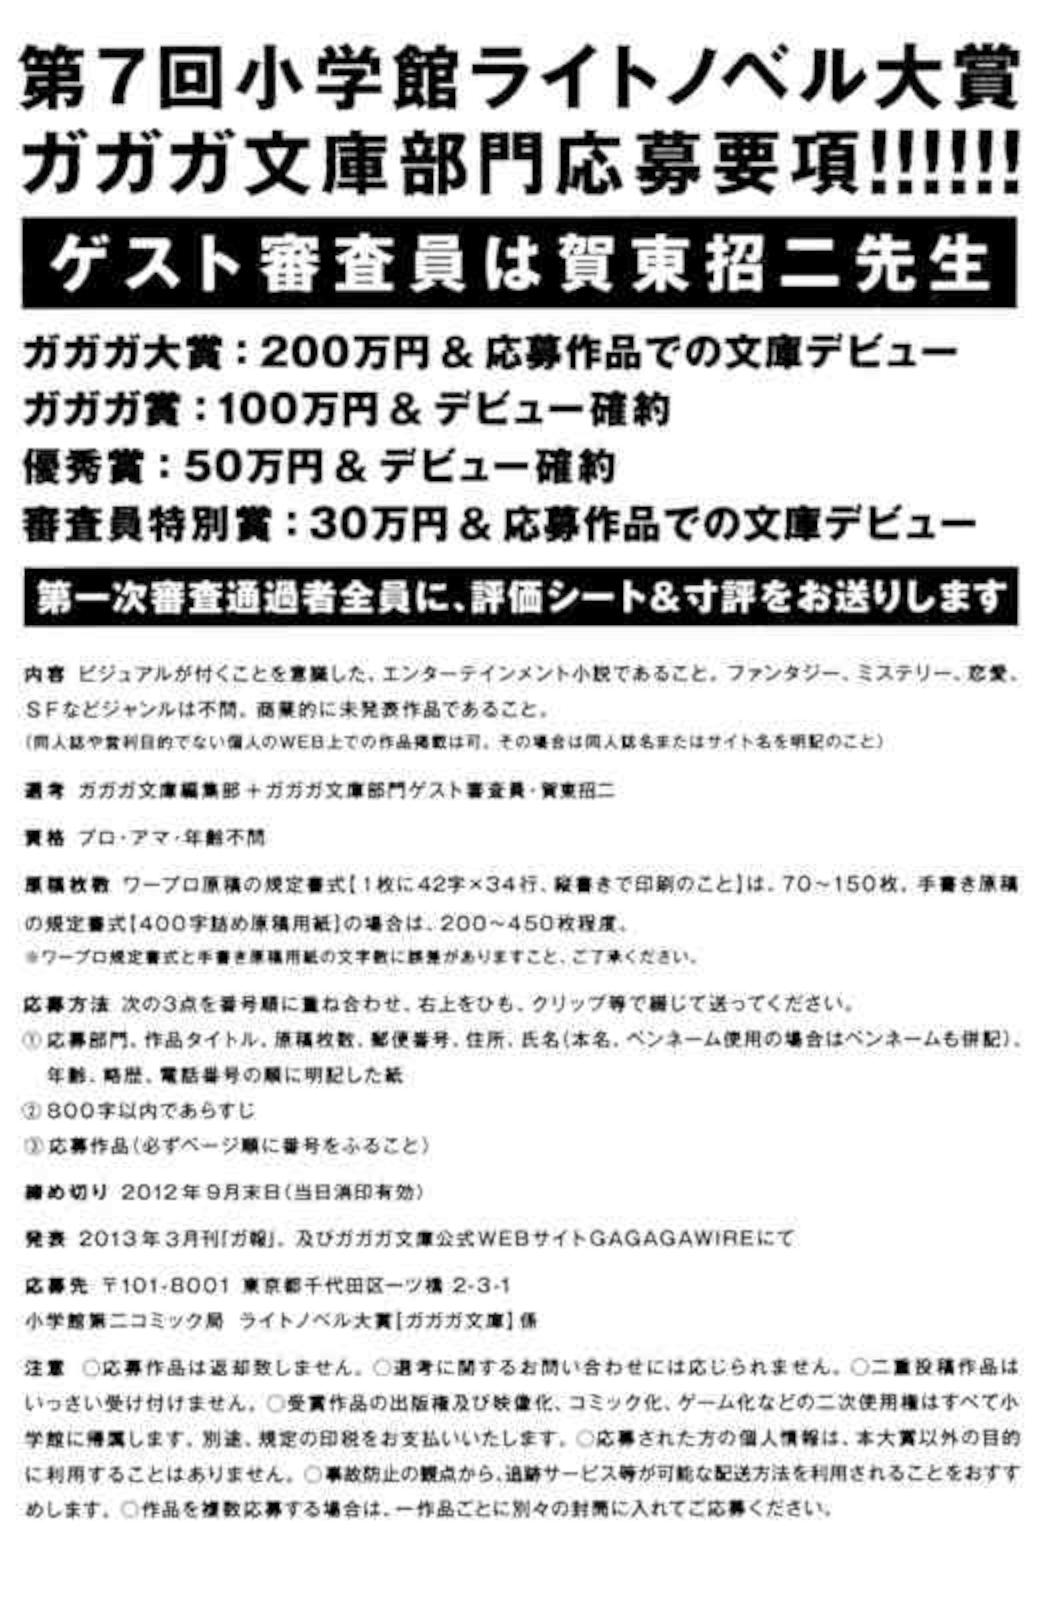 第7回小学館ライトノベル大賞
ガガガ文庫部門応募要項!!!!!!
ゲスト審査員は賀東招二先生
ガガガ大賞：200万円 & 応募作品での文庫デビュー
ガガガ賞：100万円 & デビュー確約
優秀賞：50万円 & デビュー確約
審査員特別賞：30万円 & 応募作品での文庫デビュー
第一次審査通過者全員に、評価シート&寸評をお送りします
内容 ビジュアルが付くことを意識した、エンターテインメント小説であること。ファンタジー、ミステリー、恋愛、
SFなどジャンルは不問。商業的に未発表作品であること。
(同人誌や営利目的でない個人のWEB上での作品掲載は可。その場合は同人誌名またはサイト名を明記のこと)
選考 ガガガ文庫編集部＋ガガガ文庫部門ゲスト審査員・賀東招二
資格 プロ・アマ・年齢不問
原稿枚数 ワープロ原稿の規定書式【1枚に42字×34行、縦書きで印刷のこと】は、70〜150枚。手書き原稿
の規定書式【400字詰め原稿用紙】の場合は、200〜450枚程度。
※ワープロ規定書式と手書き原稿用紙の文字数に誤差がありますこと、ご了承ください。
応募方法 次の3点を番号順に重ね合わせ、右上をひも、クリップ等で綴じて送ってください。
① 応募部門、作品タイトル、原稿枚数、郵便番号、住所、氏名(本名、ペンネーム使用の場合はペンネームも併記)、
年齢、略歴、電話番号の順に明記した紙
② 800字以内であらすじ
③ 応募作品(必ずページ順に番号をふること)
締め切り 2012年9月末日(当日消印有効)
発表 2013年3月刊「ガ報」、及びガガガ文庫公式WEBサイトGAGAGAWIREにて
応募先 〒101-8001 東京都千代田区一ツ橋 2-3-1
小学館第二コミック局 ライトノベル大賞【ガガガ文庫】係
注意 ○応募作品は返却致しません。○選考に関するお問い合わせには応じられません。○二重投稿作品は
いっさい受け付けません。○受賞作品の出版権及び映像化、コミック化、ゲーム化などの二次使用権はすべて小
学館に帰属します。別途、規定の印税をお支払いいたします。○応募された方の個人情報は、本大賞以外の目的
に利用することはありません。○事故防止の観点から、追跡サービス等が可能な配送方法を利用されることをおすす
めします。○作品を複数応募する場合は、一作品ごとに別々の封筒に入れてご応募ください。